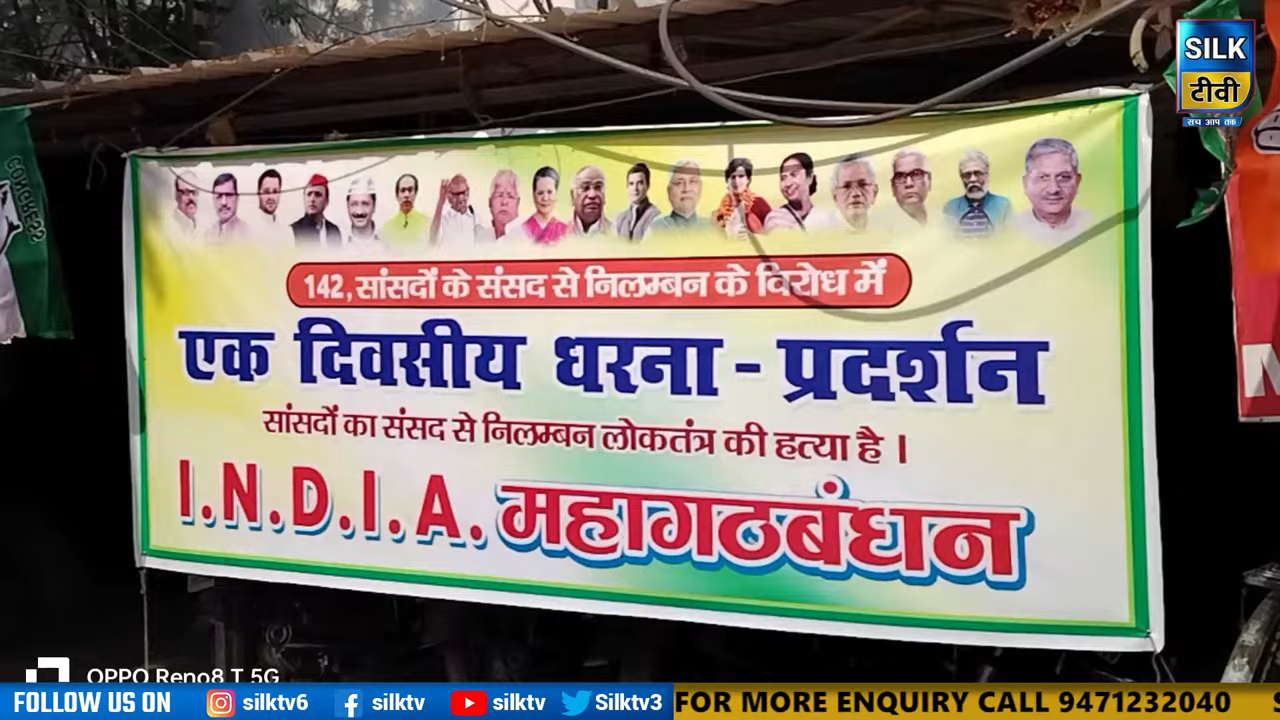 SILK
टीवी
सच आप तक
142, सांसदों के संसद से निलम्बन के विरोध में
एक दिवसीय धरना - प्रदर्शन
सांसदों का संसद से निलम्बन लोकतंत्र की हत्या है ।
I.N.D.I.A. महागठबंधन
OPPO Reno8 T 5G
FOLLOW US ON silktv6 silktv silktv Silktv3 FOR MORE ENQUIRY CALL 9471232040